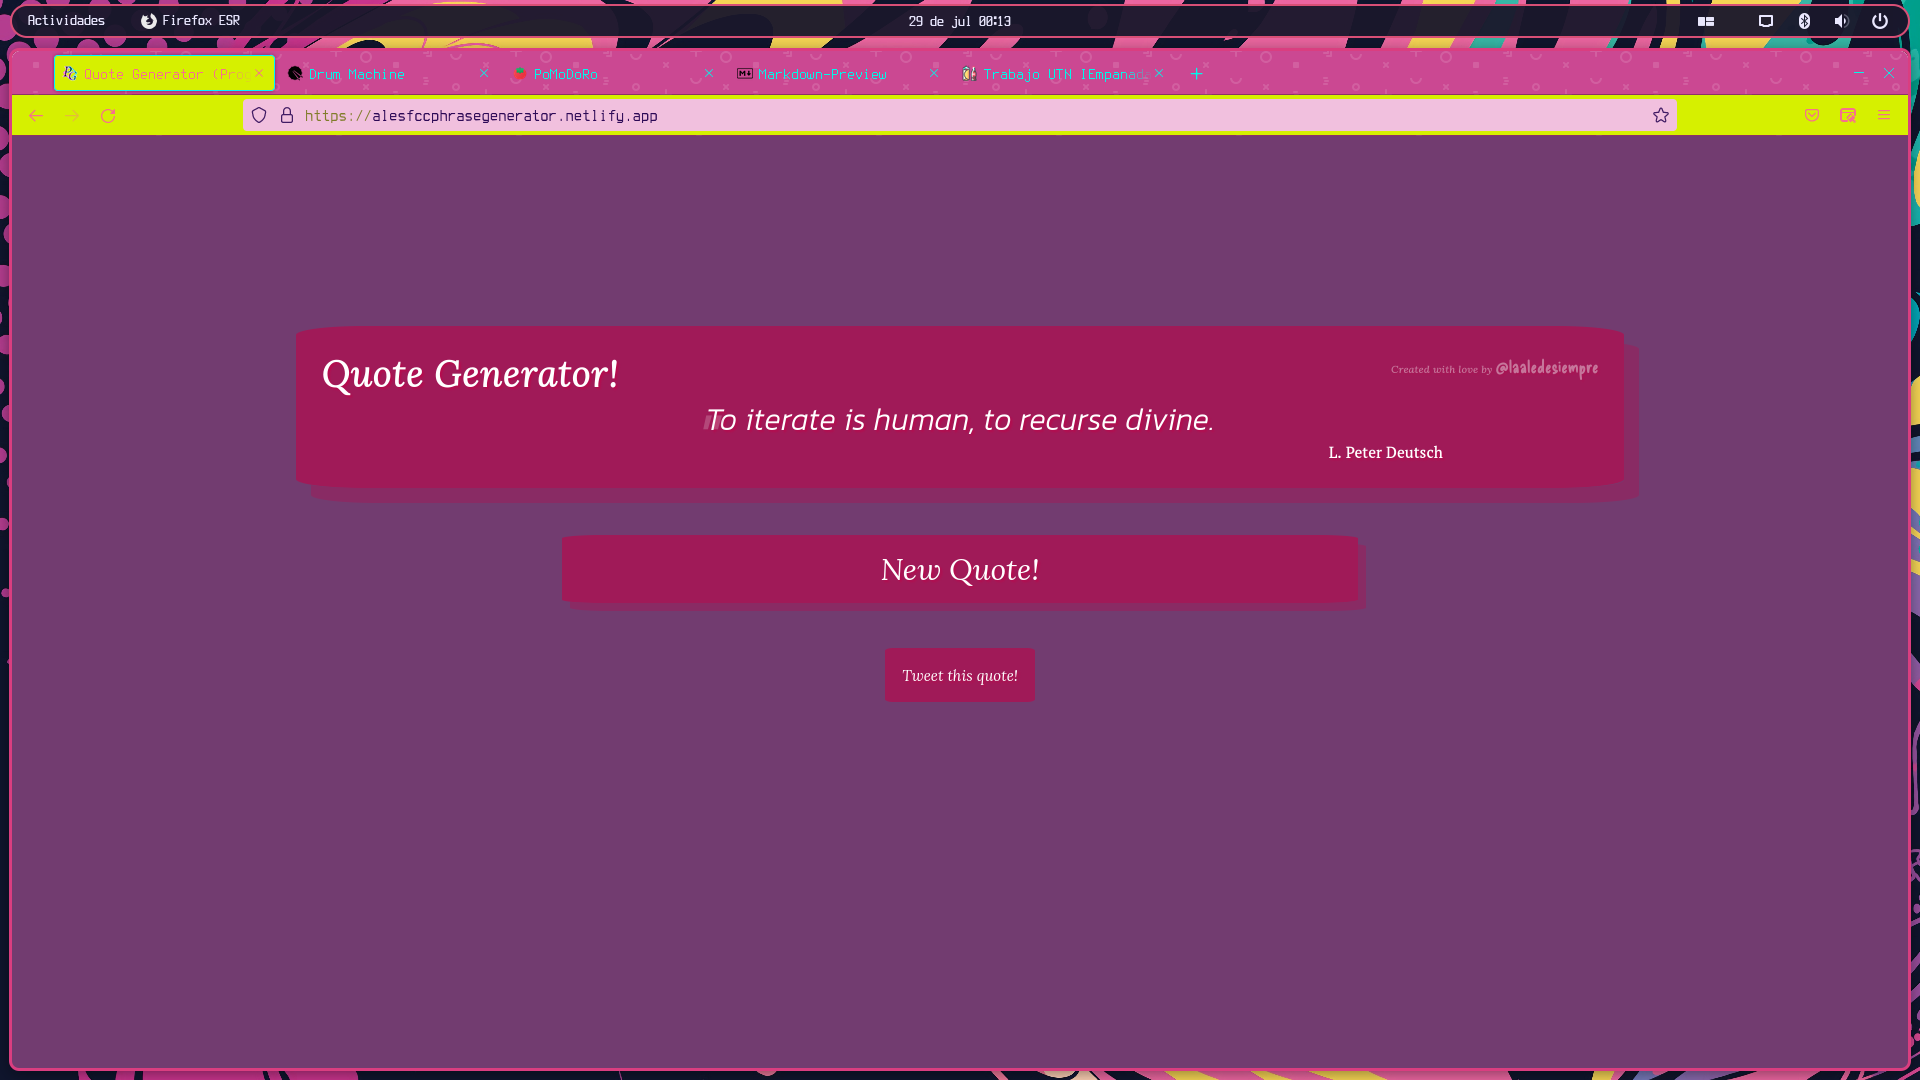 Actividades
Firefox ESR
29 de jul 00:13
Quote Generator (Proc
Drum Machine
PoMoDoRo
Markdown-Preview
Trabajo UTN |Empanad
https://alesfccphrasegenerator.netlify.app
Quote Generator!
Created with love by @laaledesiempre
To iterate is human, to recurse divine.
L. Peter Deutsch
New Quote!
Tweet this quote!